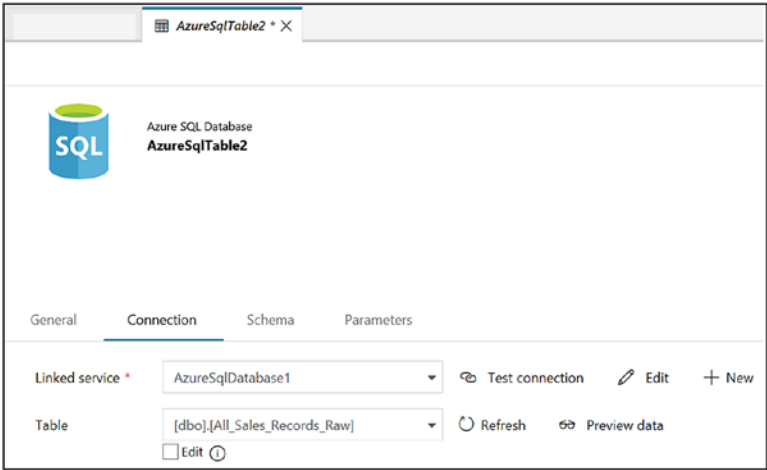 AzureSqlTable2 *
SQL
Azure SQL Database
AzureSqlTable2
General Connection Schema Parameters
Linked service * AzureSqlDatabase1 Test connection Edit New
Table [dbo].[All_Sales_Records_Raw] Refresh Preview data
Edit